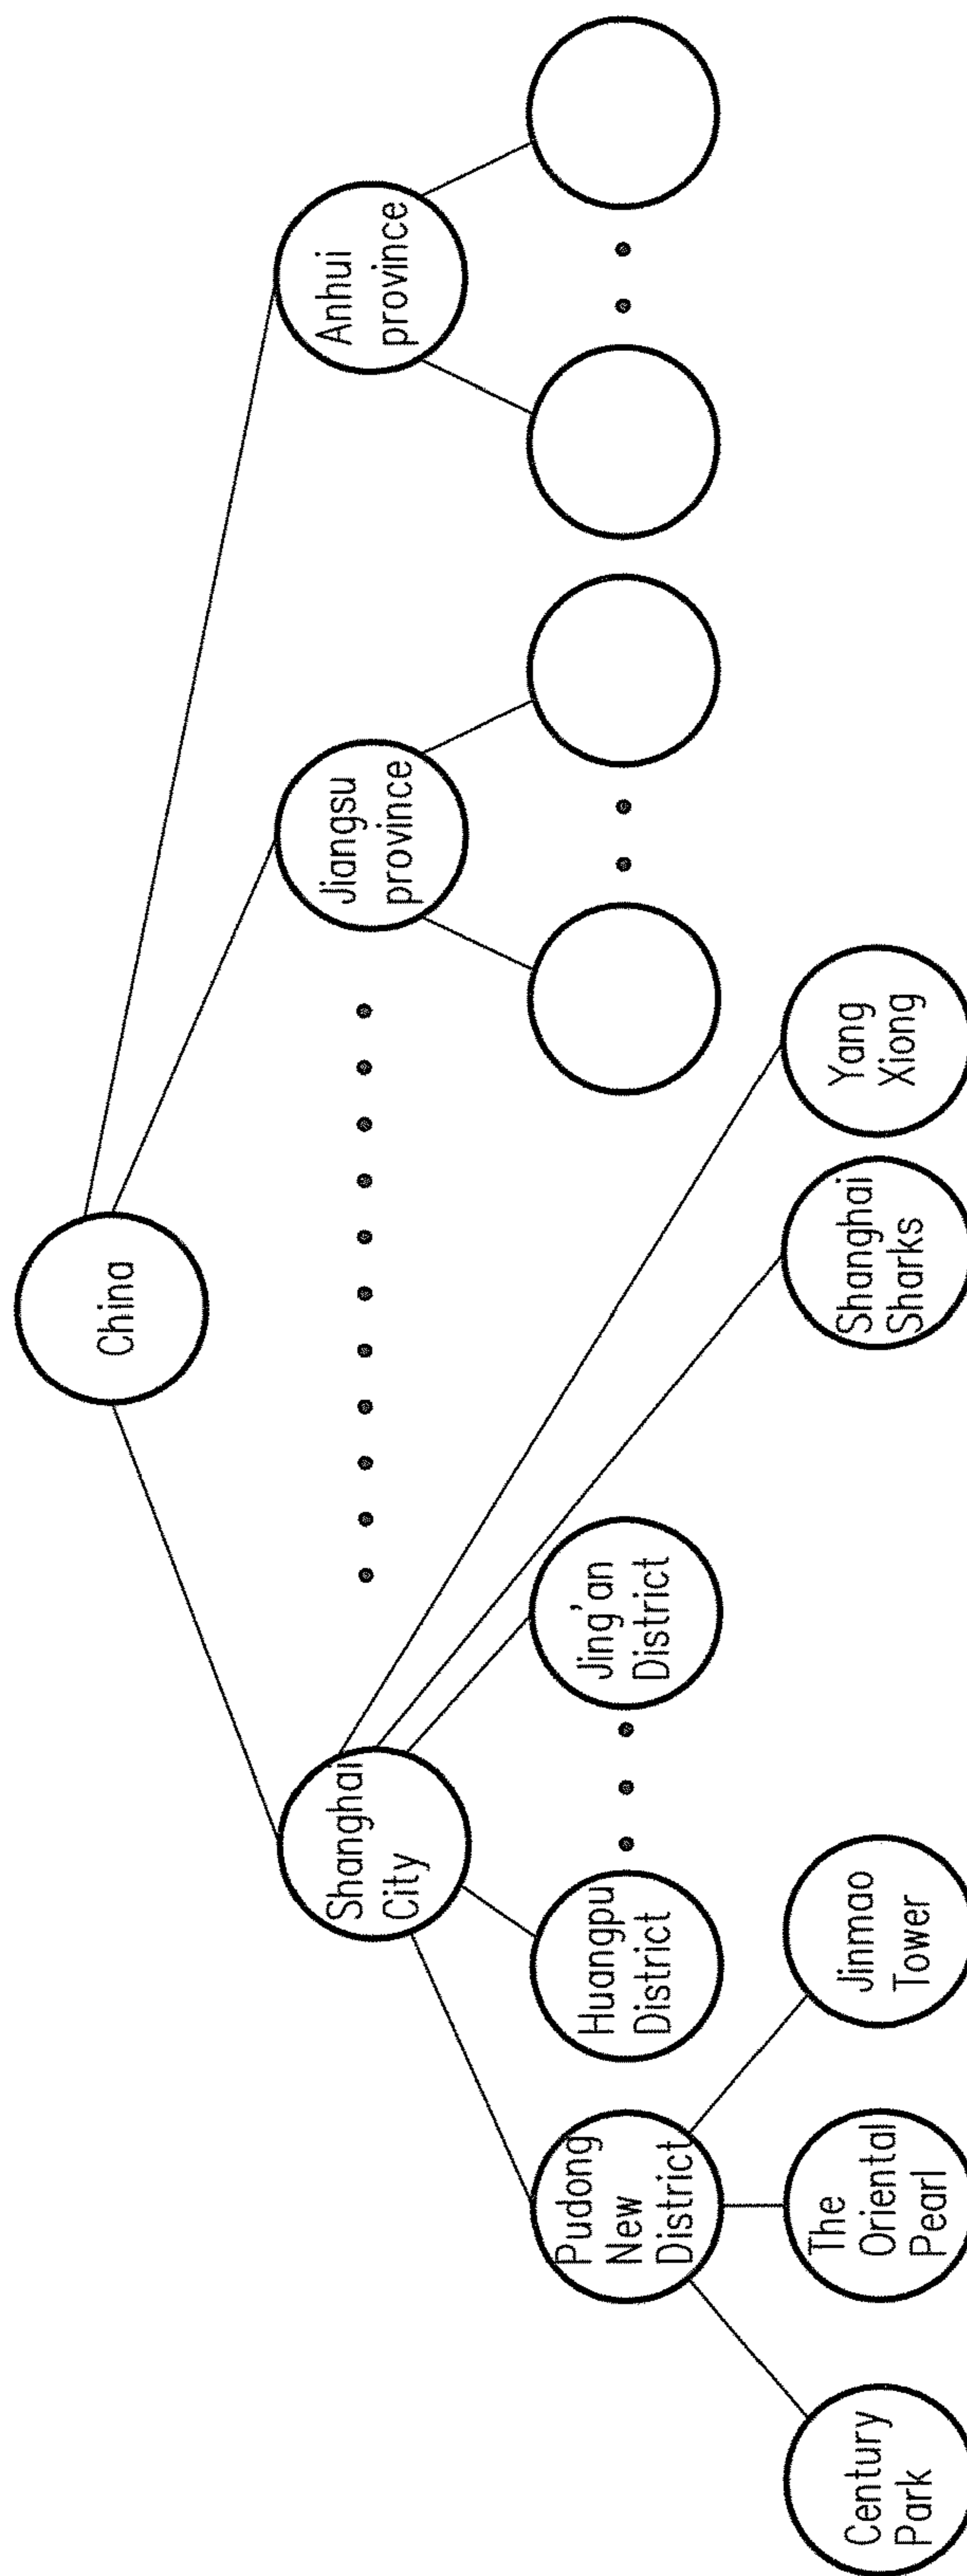 China
Shanghai
City
Jiangsu
province
Anhui
province
Pudong
New
District
Huangpu
District
Jing'an
District
Century
Park
The
Oriental
Pearl
Jinmao
Tower
Shanghai
Sharks
Yang
Xiong